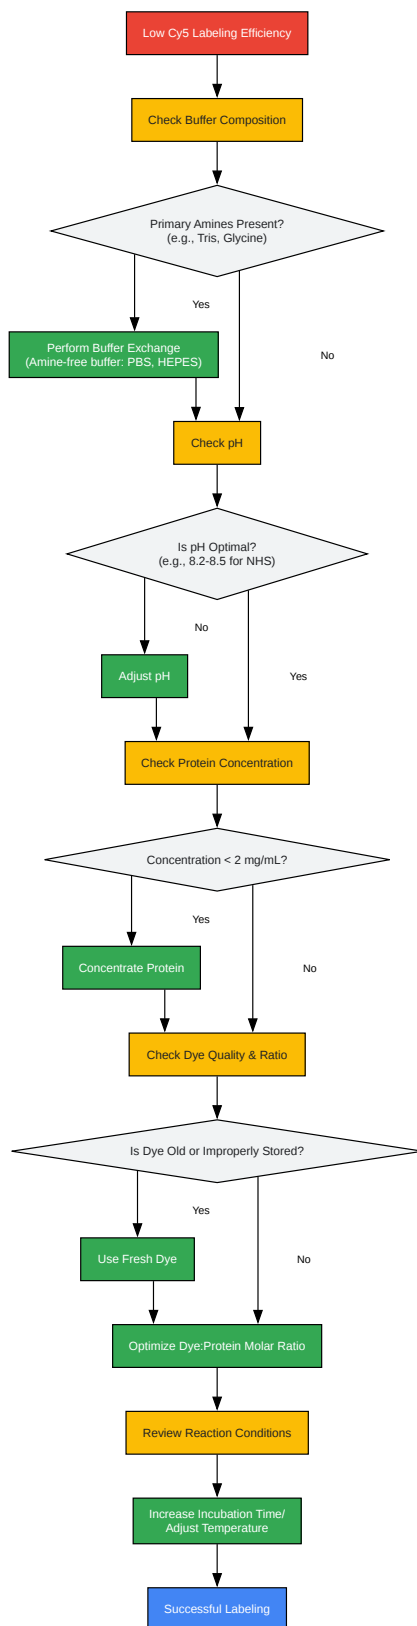 Low Cy5 Labeling Efficiency
Check Buffer Composition
Primary Amines Present?
(e.g., Tris, Glycine)
Yes
Perform Buffer Exchange
(Amine-free buffer: PBS, HEPES)
No
Check pH
Is pH Optimal?
(e.g., 8.2-8.5 for NHS)
No
Adjust pH
Yes
Check Protein Concentration
Concentration < 2 mg/mL?
Yes
Concentrate Protein
No
Check Dye Quality & Ratio
Is Dye Old or Improperly Stored?
Yes
Use Fresh Dye
No
Optimize Dye:Protein Molar Ratio
Review Reaction Conditions
Increase Incubation Time/
Adjust Temperature
Successful Labeling